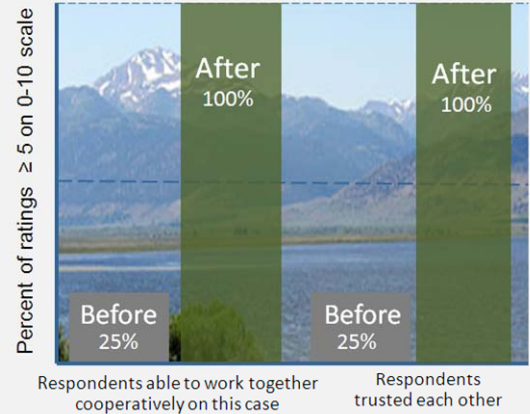 Percent of ratings ≥ 5 on 0-10 scale
Before
25%
After
100%
Before
25%
After
100%
Respondents able to work together
cooperatively on this case
Respondents
trusted each other